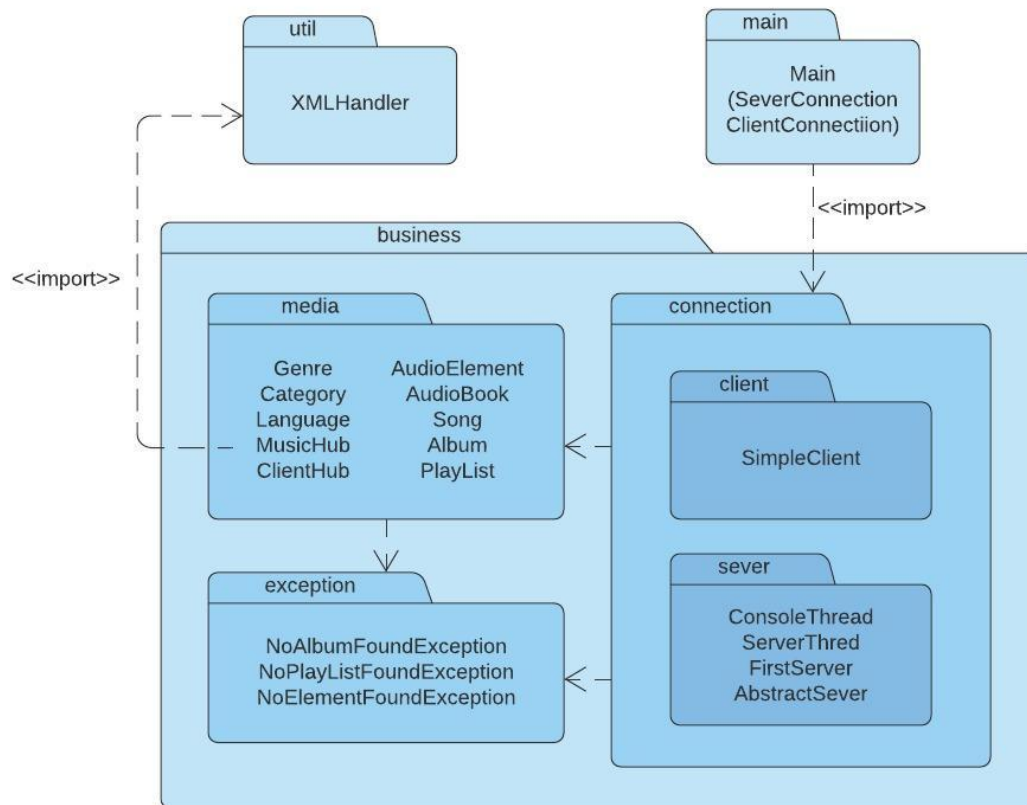 util
XMLHandler
main
Main
(SeverConnection
ClientConnectiion)
<<import>>
<<import>>
business
media
Genre
Category
Language
MusicHub
ClientHub
AudioElement
AudioBook
Song
Album
PlayList
connection
client
SimpleClient
sever
ConsoleThread
ServerThred
FirstServer
AbstractSever
exception
NoAlbumFoundException
NoPlayListFoundException
NoElementFoundException